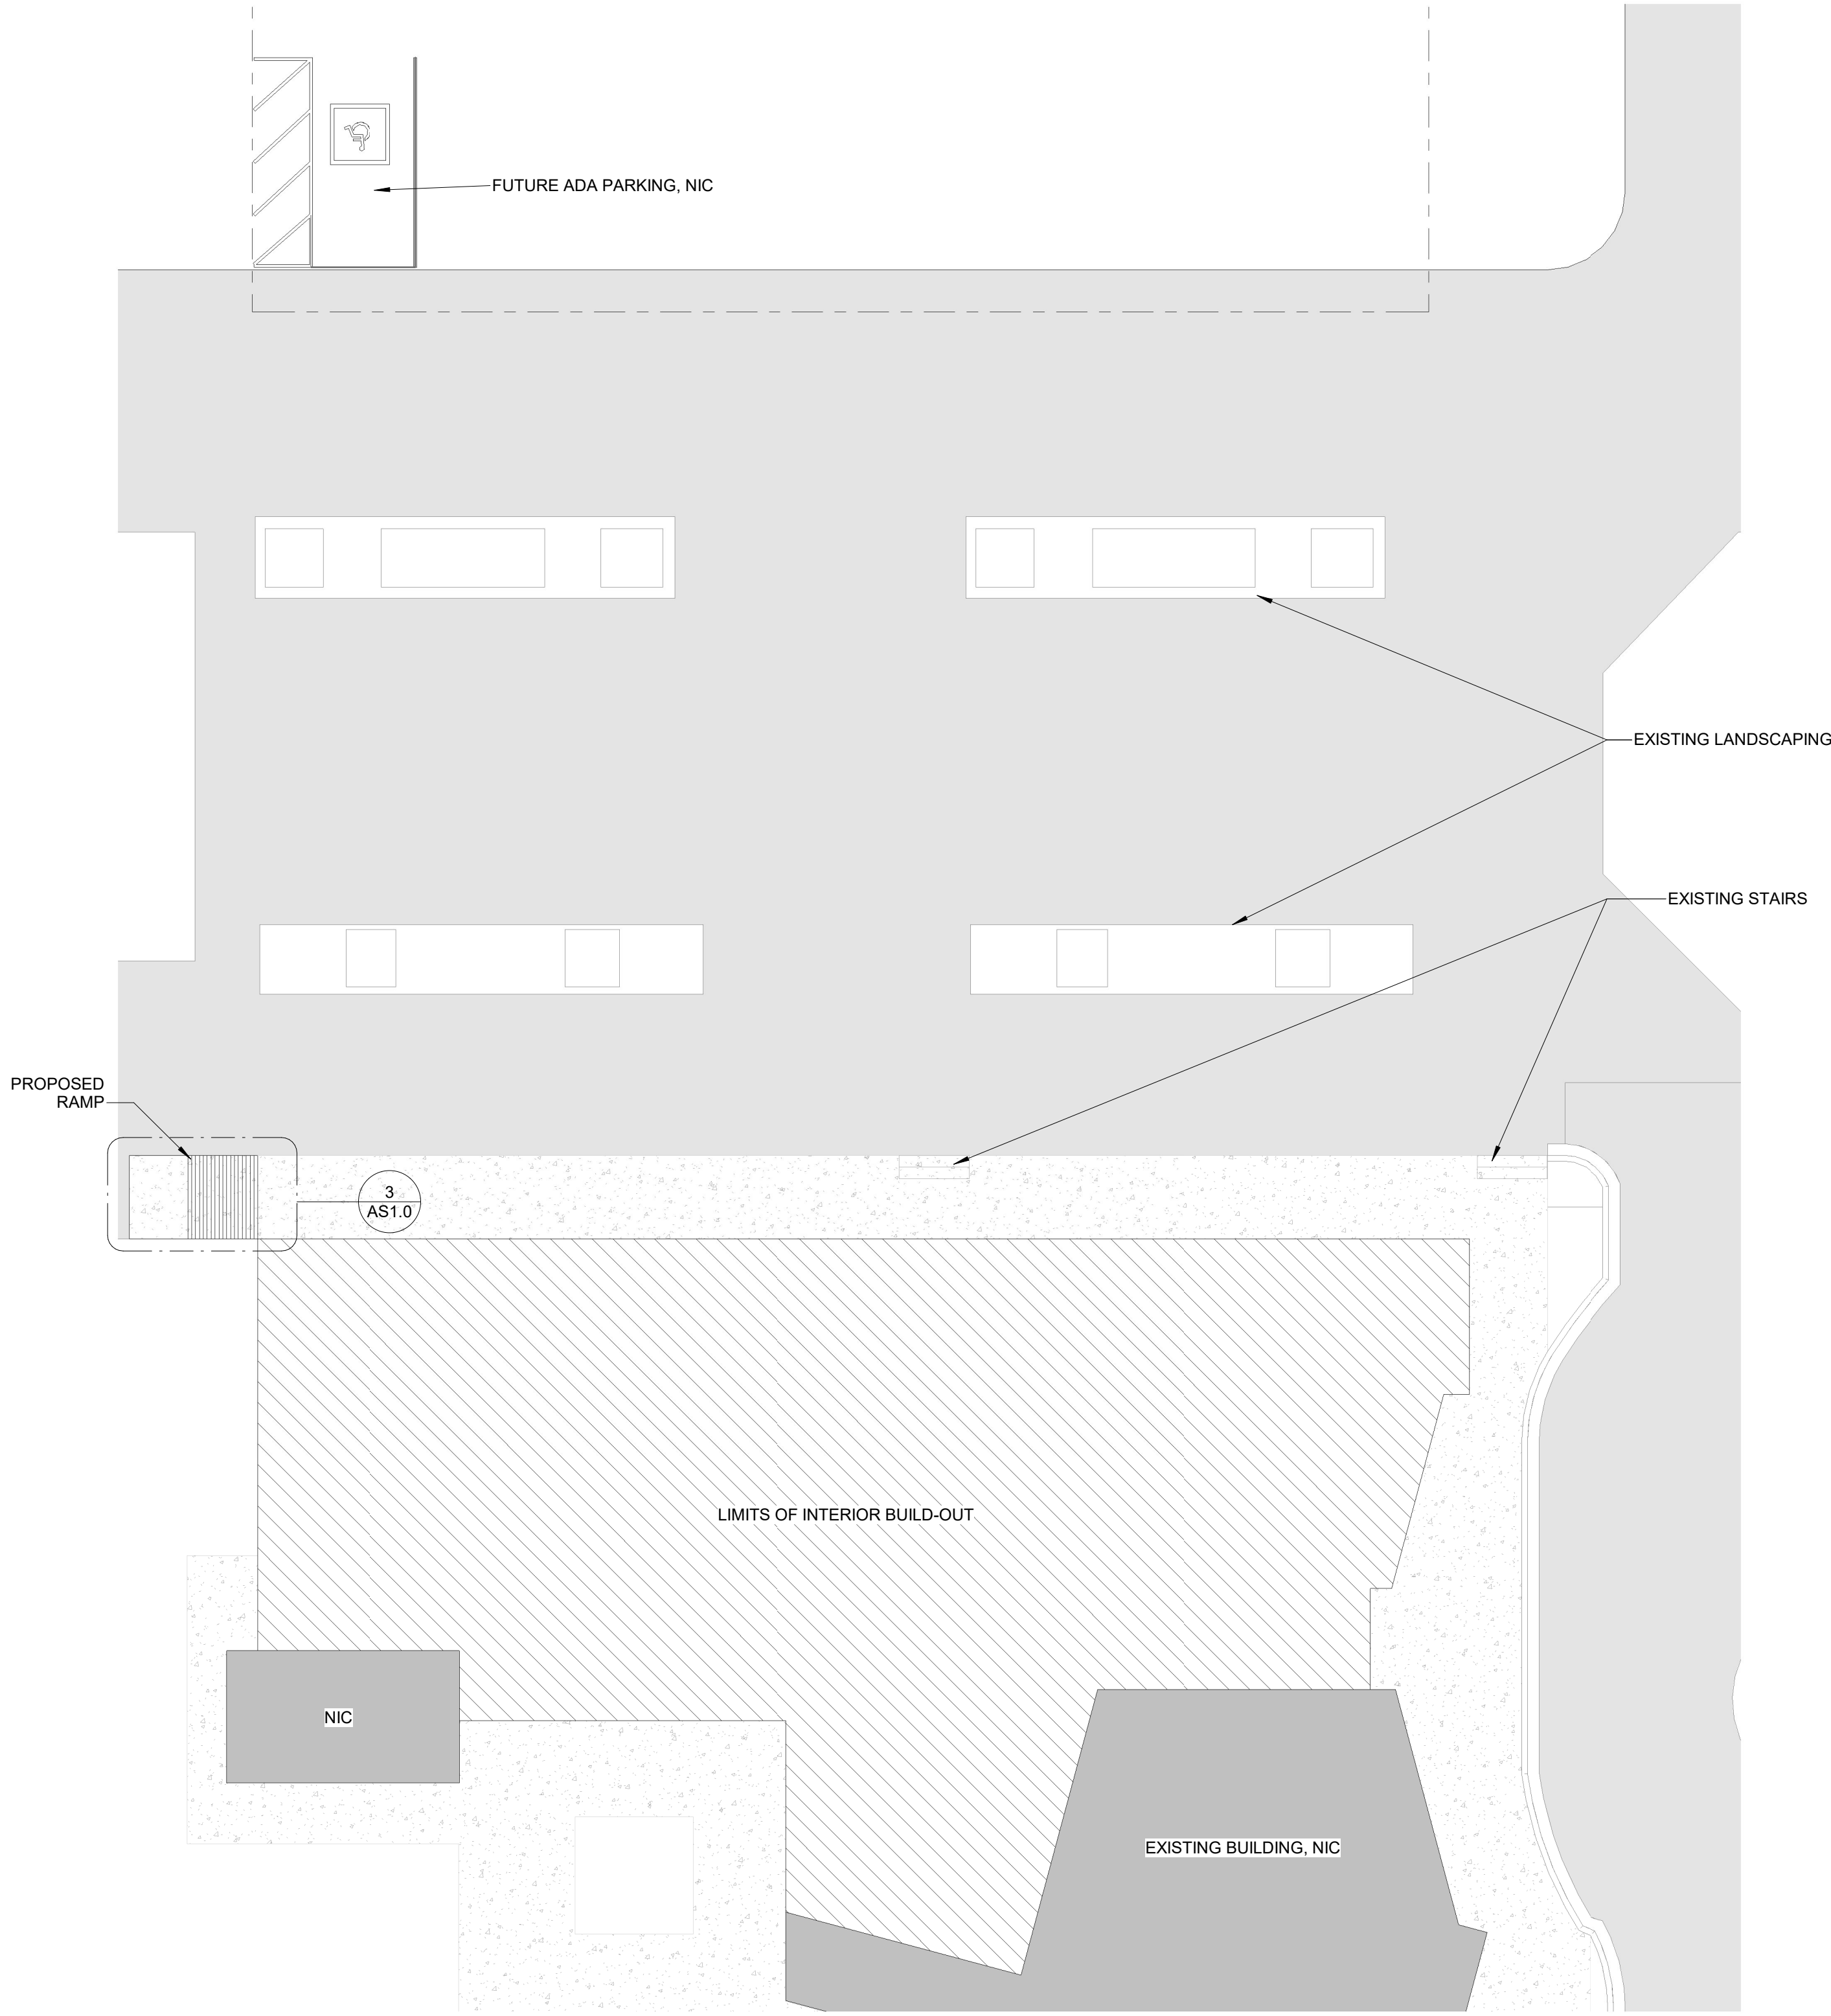 FUTURE ADA PARKING, NIC
EXISTING LANDSCAPING
EXISTING STAIRS
PROPOSED
RAMP
3
AS1.0
LIMITS OF INTERIOR BUILD-OUT
NIC
EXISTING BUILDING, NIC